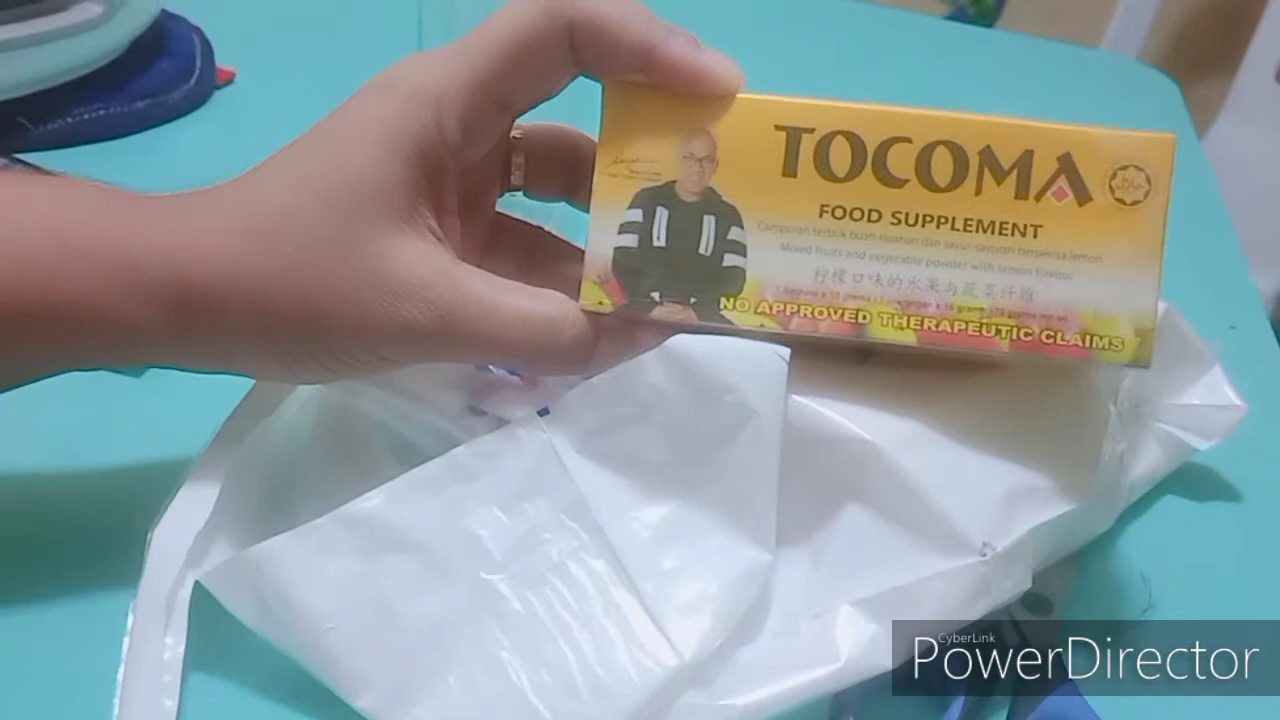 TOCOMA
FOOD SUPPLEMENT
Campuran serbuk buah-buahan dan sayur-sayuran berperisa lemon
Mixed fruits and vegetable powder with lemon flavour
柠檬口味的水果与蔬菜纤维
NO APPROVED THERAPEUTIC CLAIMS
CyberLink
PowerDirector